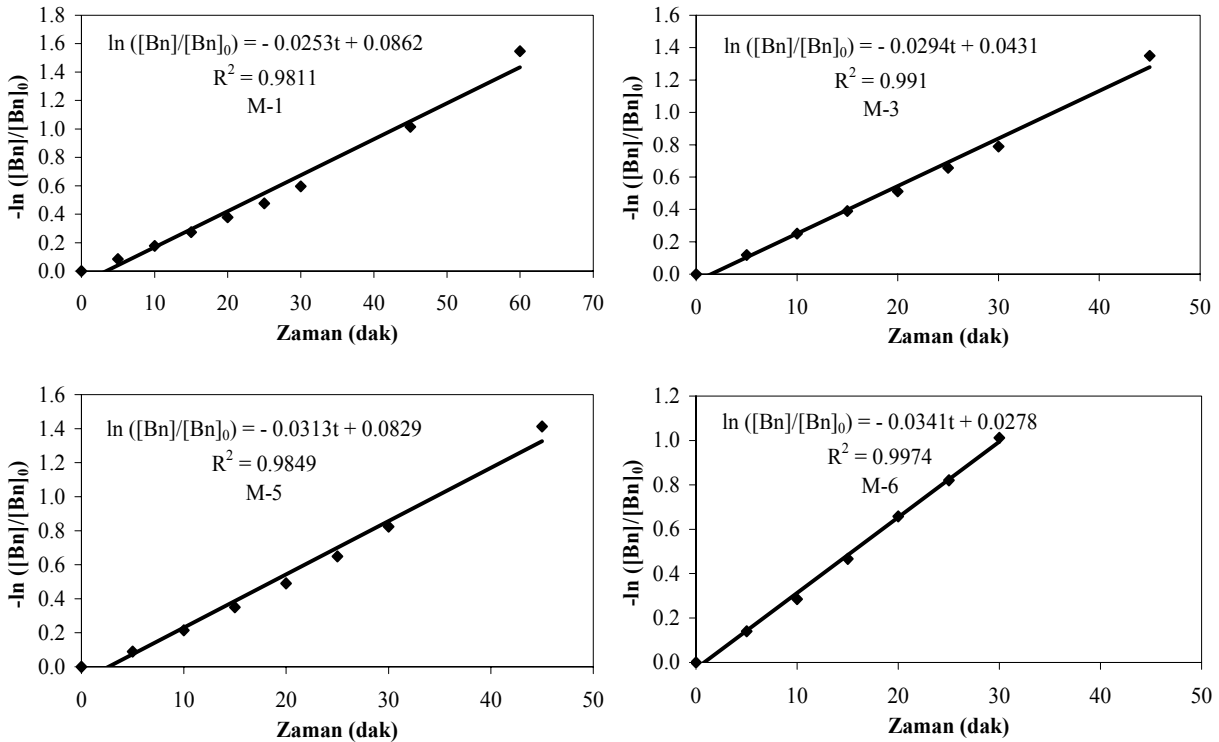 ln ([Bn]/[Bn]₀) = - 0.0253t + 0.0862
R² = 0.9811
M-1
-ln ([Bn]/[Bn]₀)
1.8
1.6
1.4
1.2
1.0
0.8
0.6
0.4
0.2
0.0
0 10 20 30 40 50 60 70
Zaman (dak)
ln ([Bn]/[Bn]₀) = - 0.0294t + 0.0431
R² = 0.991
M-3
-ln ([Bn]/[Bn]₀)
1.6
1.4
1.2
1.0
0.8
0.6
0.4
0.2
0.0
0 10 20 30 40 50
Zaman (dak)
ln ([Bn]/[Bn]₀) = - 0.0313t + 0.0829
R² = 0.9849
M-5
-ln ([Bn]/[Bn]₀)
1.6
1.4
1.2
1.0
0.8
0.6
0.4
0.2
0.0
0 10 20 30 40 50
Zaman (dak)
ln ([Bn]/[Bn]₀) = - 0.0341t + 0.0278
R² = 0.9974
M-6
-ln ([Bn]/[Bn]₀)
1.2
1.0
0.8
0.6
0.4
0.2
0.0
0 10 20 30 40 50
Zaman (dak)